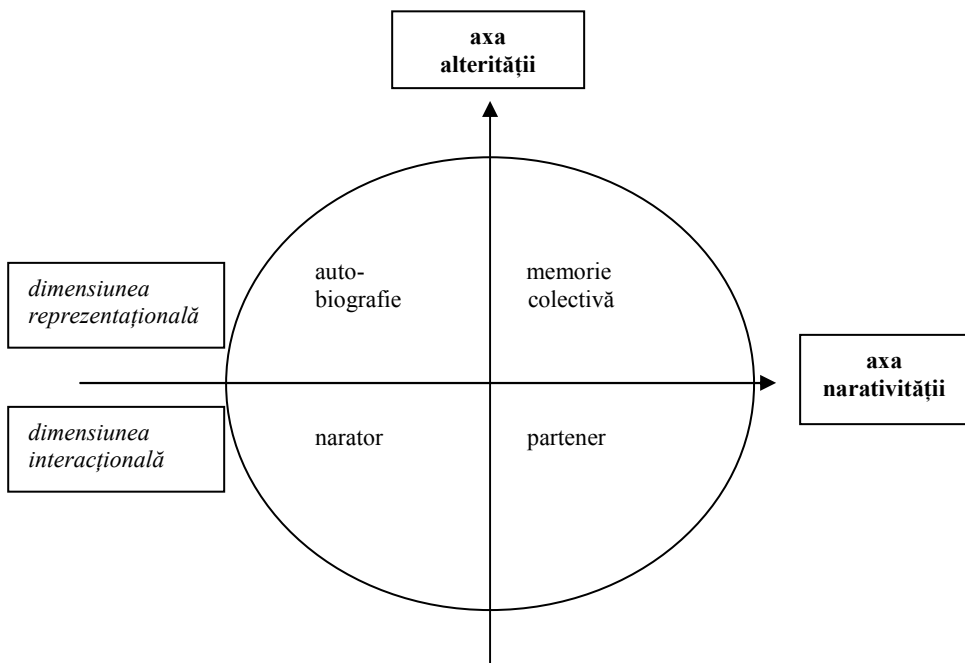 axa
alterității
auto-
biografie
memorie
colectivă
dimensiunea
reprezentațională
axa
narativității
dimensiunea
interacțională
narator
partener